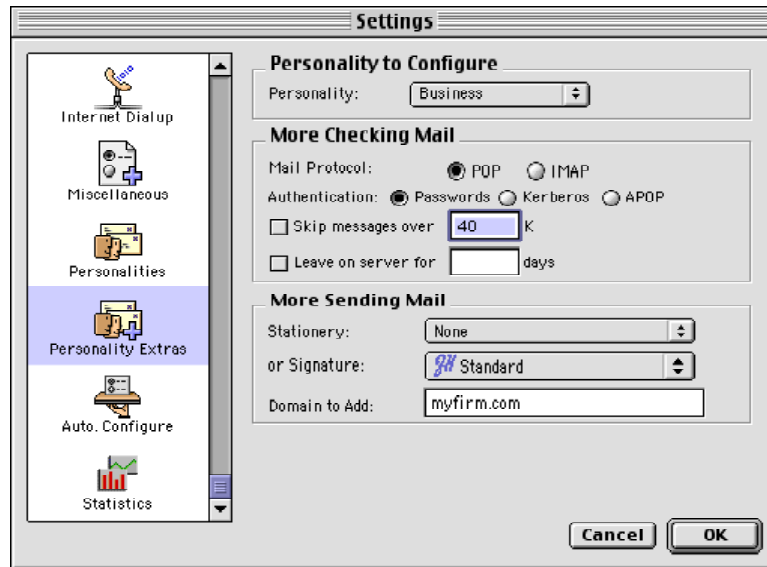 Settings
Internet Dialup
Miscellaneous
Personalities
Personality Extras
Auto. Configure
Statistics
Personality to Configure
Personality: Business
More Checking Mail
Mail Protocol: POP IMAP
Authentication: Passwords Kerberos APOP
Skip messages over 40 K
Leave on server for days
More Sending Mail
Stationery: None
or Signature: Standard
Domain to Add: myfirm.com
Cancel OK